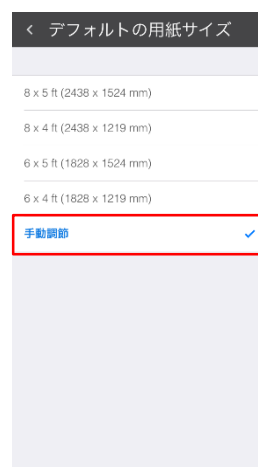 デフォルトの用紙サイズ
8 x 5 ft (2438 x 1524 mm)
8 x 4 ft (2438 x 1219 mm)
6 x 5 ft (1828 x 1524 mm)
6 x 4 ft (1828 x 1219 mm)
手動調節